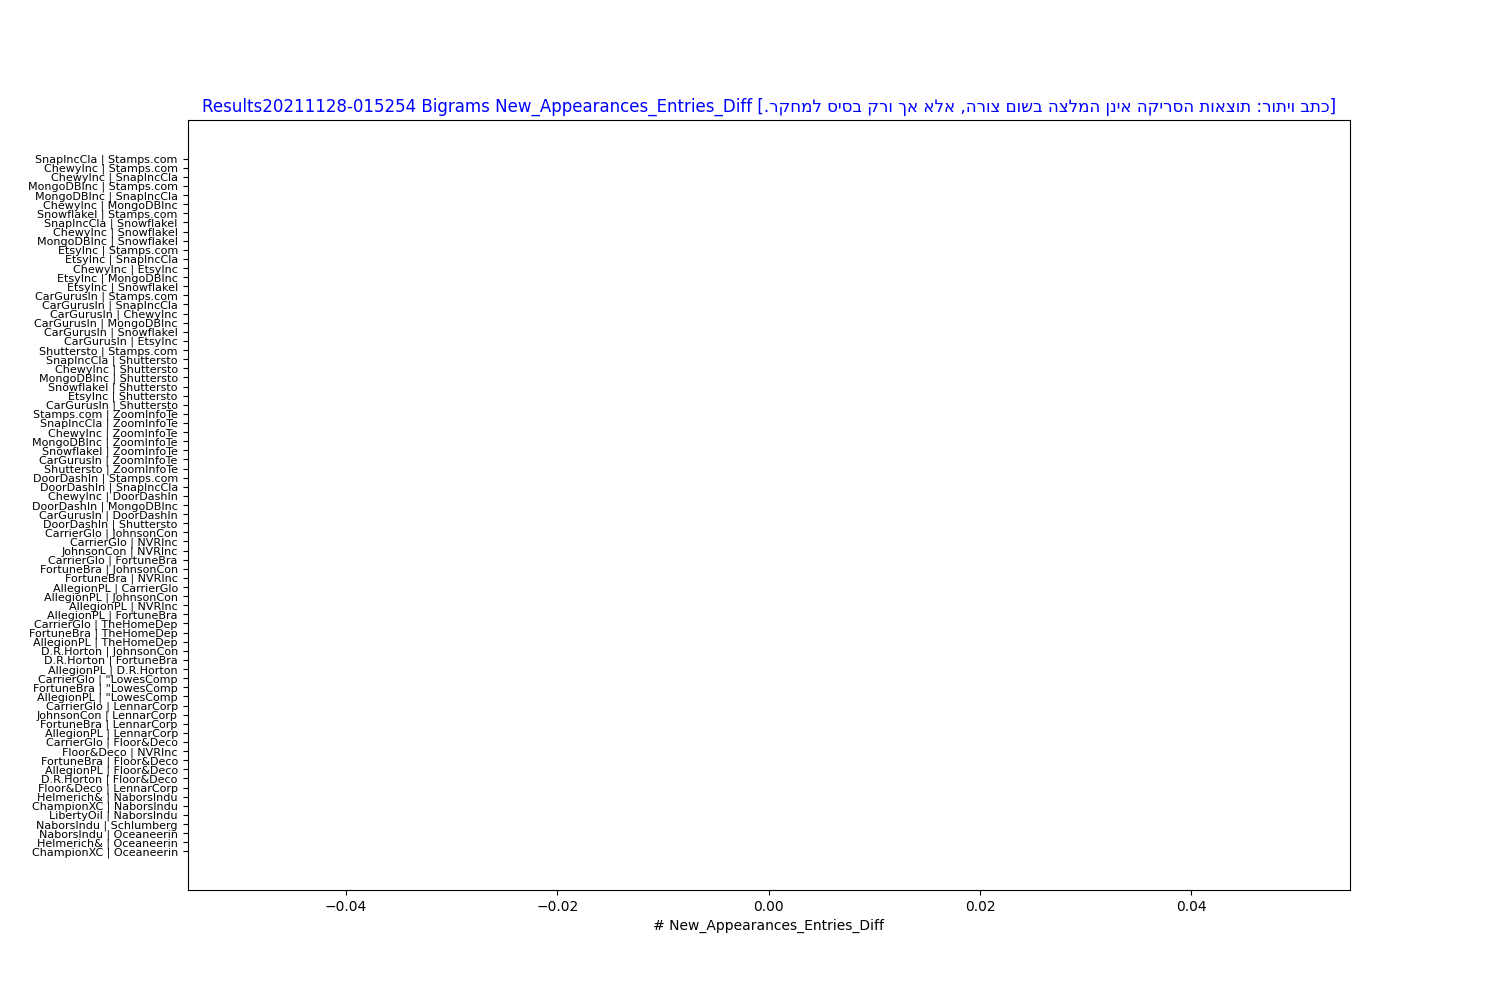 Results20211128-015254 Bigrams New_Appearances_Entries_Diff [כתב ויתור: תוצאות הסריקה אינן המלצה בשום צורה, אלא אך ורק בסיס למחקר.]
SnapIncCla | Stamps.com
ChewyInc | Stamps.com
ChewyInc | SnapIncCla
MongoDBInc | Stamps.com
MongoDBInc | SnapIncCla
ChewyInc | MongoDBInc
SnowflakeI | Stamps.com
SnapIncCla | SnowflakeI
ChewyInc | SnowflakeI
MongoDBInc | SnowflakeI
EtsyInc | Stamps.com
EtsyInc | SnapIncCla
ChewyInc | EtsyInc
EtsyInc | MongoDBInc
EtsyInc | SnowflakeI
CarGurusIn | Stamps.com
CarGurusIn | SnapIncCla
CarGurusIn | ChewyInc
CarGurusIn | MongoDBInc
CarGurusIn | SnowflakeI
CarGurusIn | EtsyInc
Shuttersto | Stamps.com
SnapIncCla | Shuttersto
ChewyInc | Shuttersto
MongoDBInc | Shuttersto
SnowflakeI | Shuttersto
EtsyInc | Shuttersto
CarGurusIn | Shuttersto
Stamps.com | ZoomInfoTe
SnapIncCla | ZoomInfoTe
ChewyInc | ZoomInfoTe
MongoDBInc | ZoomInfoTe
SnowflakeI | ZoomInfoTe
CarGurusIn | ZoomInfoTe
Shuttersto | ZoomInfoTe
DoorDashIn | Stamps.com
DoorDashIn | SnapIncCla
ChewyInc | DoorDashIn
DoorDashIn | MongoDBInc
CarGurusIn | DoorDashIn
DoorDashIn | Shuttersto
CarrierGlo | JohnsonCon
CarrierGlo | NVRInc
JohnsonCon | NVRInc
CarrierGlo | FortuneBra
FortuneBra | JohnsonCon
FortuneBra | NVRInc
AllegionPL | CarrierGlo
AllegionPL | JohnsonCon
AllegionPL | NVRInc
AllegionPL | FortuneBra
CarrierGlo | TheHomeDep
FortuneBra | TheHomeDep
AllegionPL | TheHomeDep
D.R.Horton | JohnsonCon
D.R.Horton | FortuneBra
AllegionPL | D.R.Horton
CarrierGlo | "LowesComp
FortuneBra | "LowesComp
AllegionPL | "LowesComp
CarrierGlo | LennarCorp
JohnsonCon | LennarCorp
FortuneBra | LennarCorp
AllegionPL | LennarCorp
CarrierGlo | Floor&Deco
Floor&Deco | NVRInc
FortuneBra | Floor&Deco
AllegionPL | Floor&Deco
D.R.Horton | Floor&Deco
Floor&Deco | LennarCorp
Helmerich& | NaborsIndu
ChampionXC | NaborsIndu
LibertyOil | NaborsIndu
NaborsIndu | Schlumberg
NaborsIndu | Oceaneerin
Helmerich& | Oceaneerin
ChampionXC | Oceaneerin
−0.04 −0.02 0.00 0.02 0.04
# New_Appearances_Entries_Diff